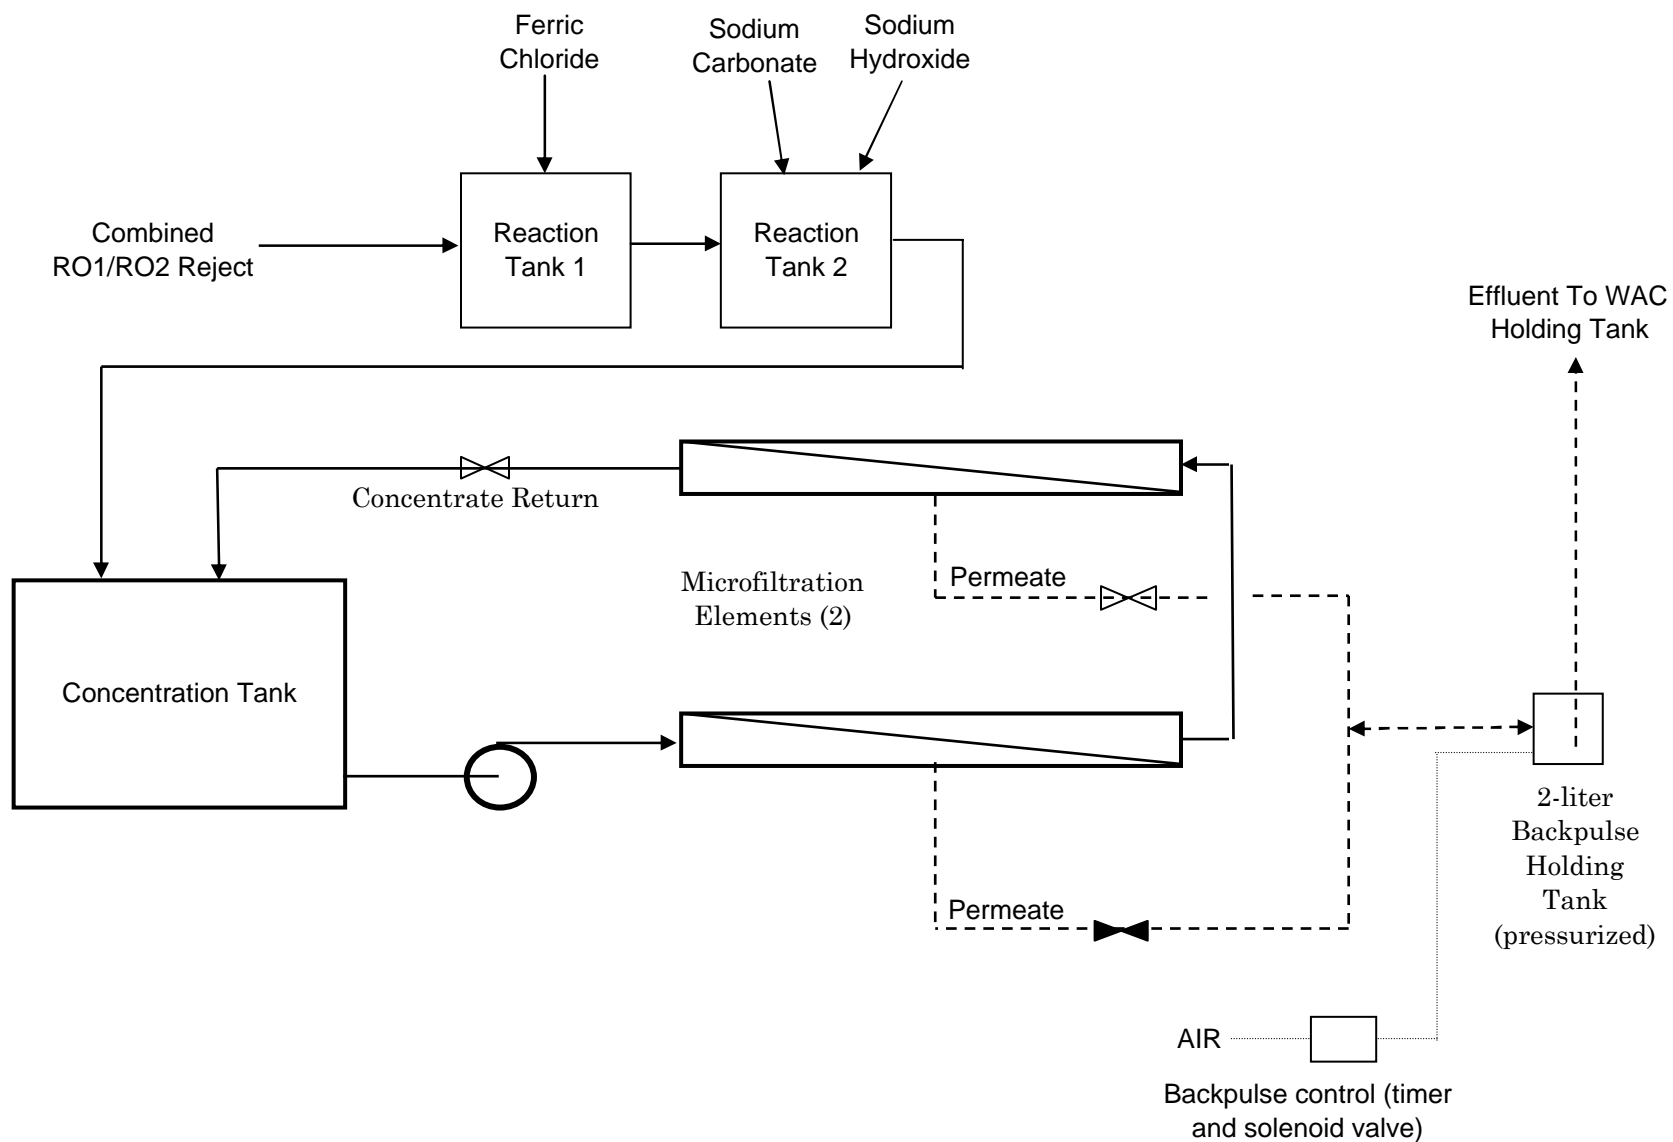 Ferric
Chloride
Sodium
Carbonate
Sodium
Hydroxide
Combined
RO1/RO2 Reject
Reaction
Tank 1
Reaction
Tank 2
Effluent To WAC
Holding Tank
Concentrate Return
Microfiltration
Elements (2)
Permeate
Concentration Tank
2-liter
Backpulse
Holding
Tank
(pressurized)
Permeate
AIR
Backpulse control (timer
and solenoid valve)